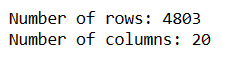 Number of rows: 4803
Number of columns: 20